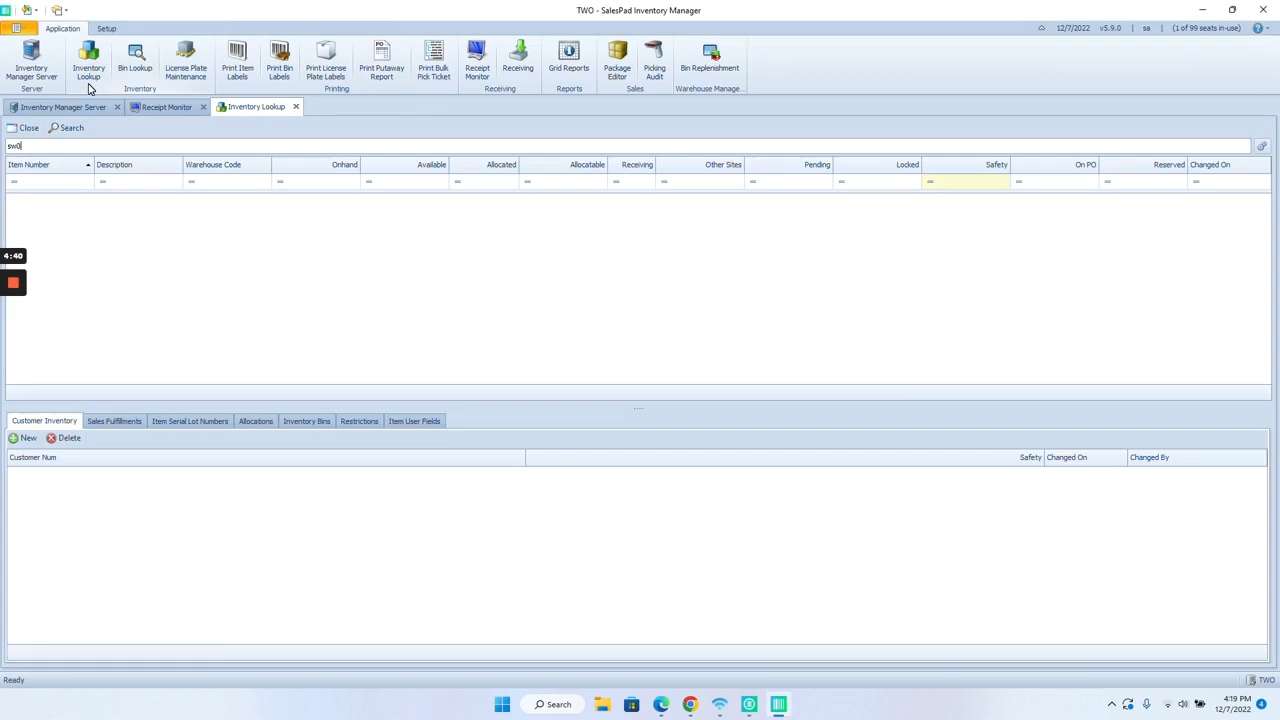 TWO - SalesPad Inventory Manager
Application Setup 12/7/2022 v5.9.0 sa (1 of 99 seats in-use)
Inventory Manager Server
Inventory Lookup
Bin Lookup
License Plate Maintenance
Print Item Labels
Print Bin Labels
Print License Plate Labels
Print Putaway Report
Print Bulk Pick Ticket
Receipt Monitor
Receiving
Grid Reports
Package Editor
Picking Audit
Bin Replenishment
Server Inventory Printing Receiving Reports Sales Warehouse Manage...
Inventory Manager Server Receipt Monitor Inventory Lookup
Close Search
sw0
Item Number Description Warehouse Code Onhand Available Allocated Allocatable Receiving Other Sites Pending Locked Safety On PO Reserved Changed On
= = = = = = = = = = = = = = =
4:40
Customer Inventory Sales Fulfillments Item Serial Lot Numbers Allocations Inventory Bins Restrictions Item User Fields
New Delete
Customer Num Safety Changed On Changed By
Ready TWO
Search 4:19 PM
12/7/2022